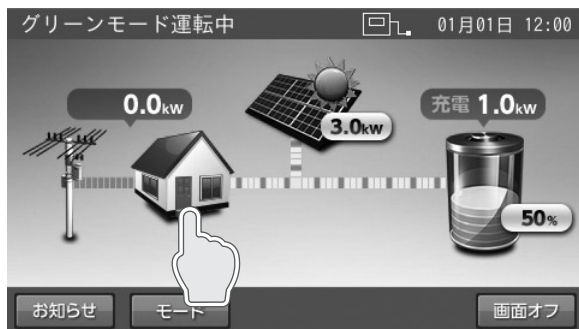 グリーンモード運転中 01月01日 12:00
0.0kw
3.0kw
充電 1.0kw
50%
お知らせ
モード
画面オフ